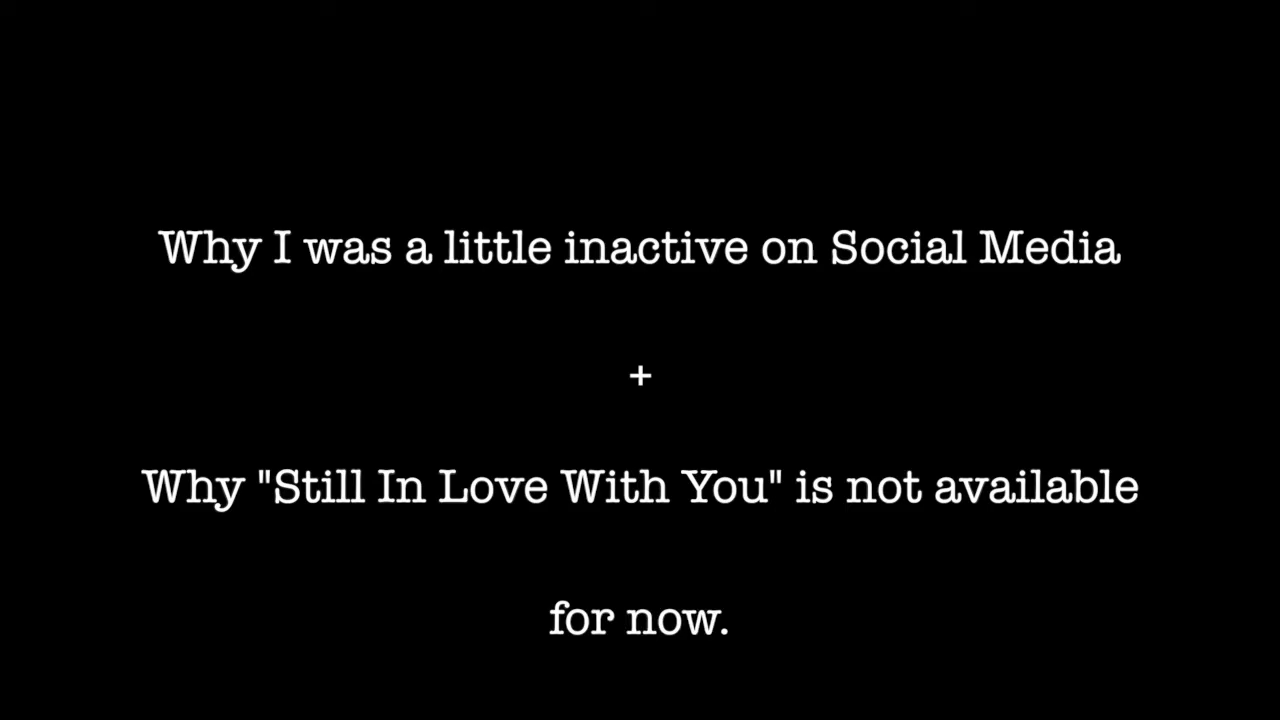 Why I was a little inactive on Social Media
+
Why "Still In Love With You" is not available
for now.